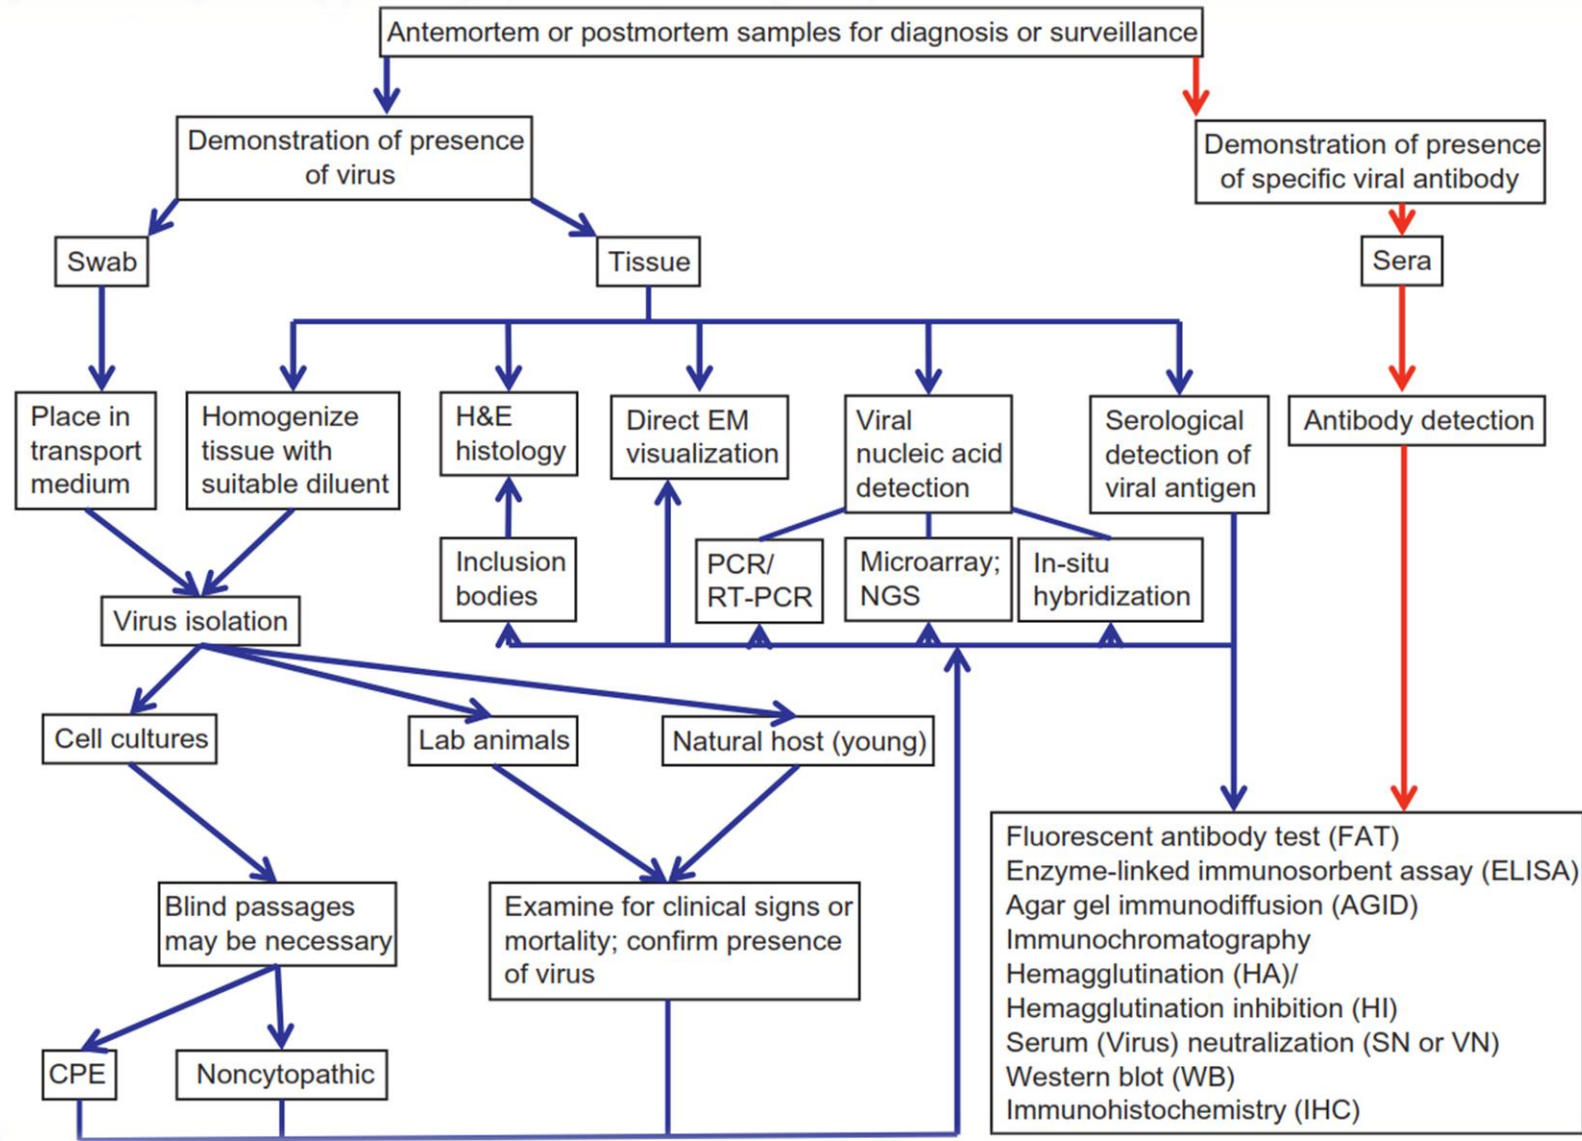 Antemortem or postmortem samples for diagnosis or surveillance
Demonstration of presence
of virus
Demonstration of presence
of specific viral antibody
Swab
Tissue
Sera
Place in
transport
medium
Homogenize
tissue with
suitable diluent
H&E
histology
Direct EM
visualization
Viral
nucleic acid
detection
Serological
detection of
viral antigen
Antibody detection
Inclusion
bodies
PCR/
RT-PCR
Microarray;
NGS
In-situ
hybridization
Virus isolation
Cell cultures
Lab animals
Natural host (young)
Blind passages
may be necessary
Examine for clinical signs or
mortality; confirm presence
of virus
Fluorescent antibody test (FAT)
Enzyme-linked immunosorbent assay (ELISA)
Agar gel immunodiffusion (AGID)
Immunochromatography
Hemagglutination (HA)/
Hemagglutination inhibition (HI)
Serum (Virus) neutralization (SN or VN)
Western blot (WB)
Immunohistochemistry (IHC)
CPE
Noncytopathic